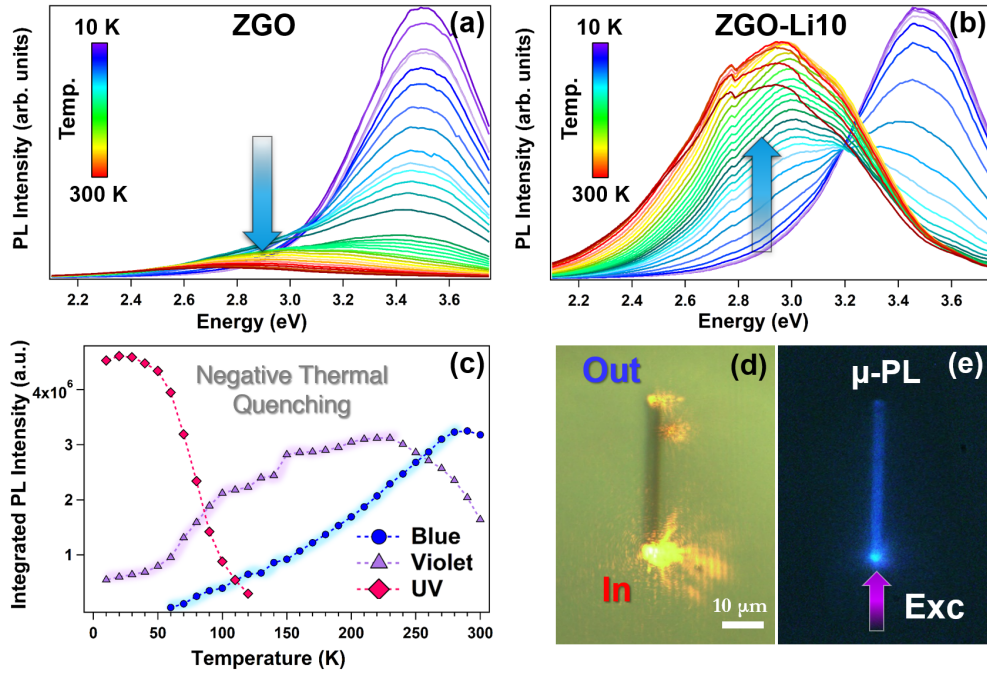 ZGO
(a)
10 K
Temp.
300 K
PL Intensity (arb. units)
2.2 2.4 2.6 2.8 3.0 3.2 3.4 3.6
Energy (eV)
ZGO-Li10
(b)
10 K
Temp.
300 K
PL Intensity (arb. units)
2.2 2.4 2.6 2.8 3.0 3.2 3.4 3.6
Energy (eV)
(c)
Negative Thermal
Quenching
Integrated PL Intensity (a.u.)
4x10⁶
3
2
1
Blue
Violet
UV
0 50 100 150 200 250 300
Temperature (K)
(d)
Out
In
10 µm
(e)
µ-PL
Exc